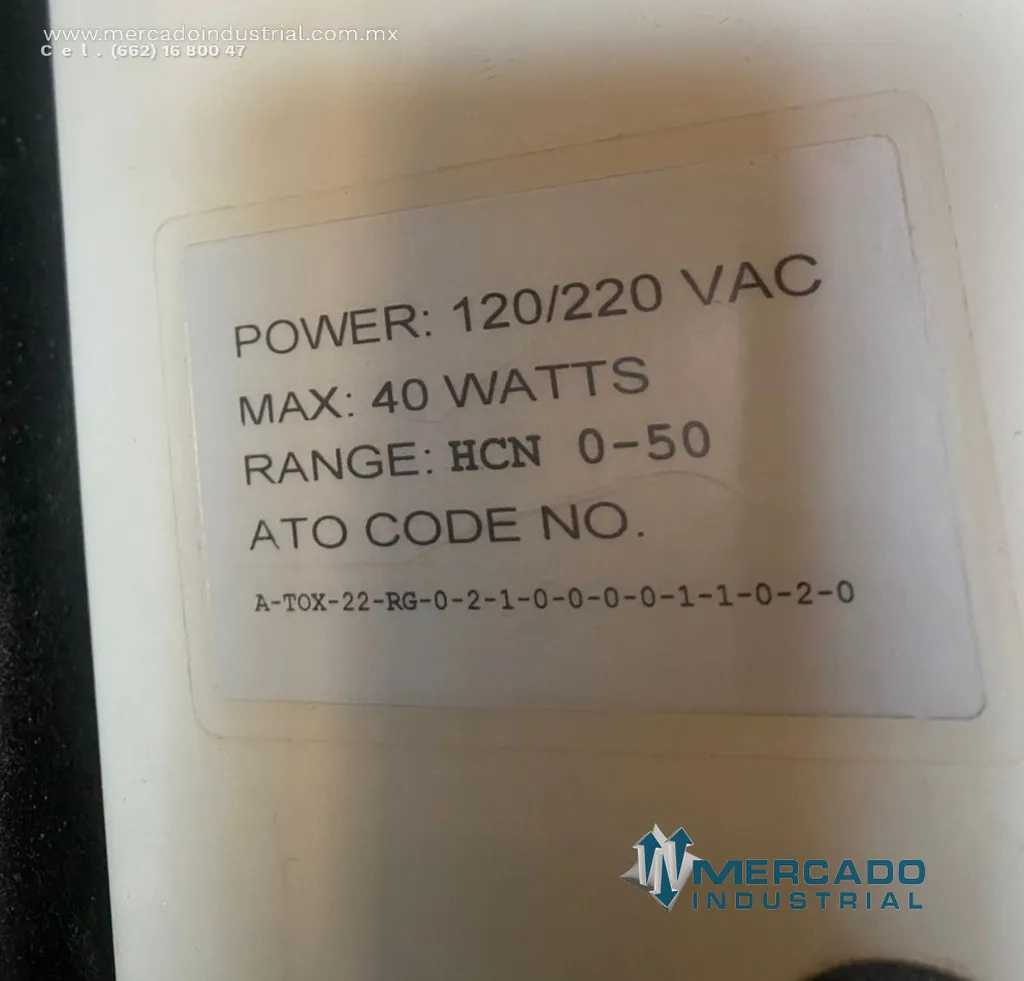 www.mercadoindustrial.com.mx
Cel. (662) 16 800 47
POWER: 120/220 VAC
MAX: 40 WATTS
RANGE: HCN 0-50
ATO CODE NO.
A-TOX-22-RG-0-2-1-0-0-0-0-1-1-0-2-0
MERCADO
INDUSTRIAL